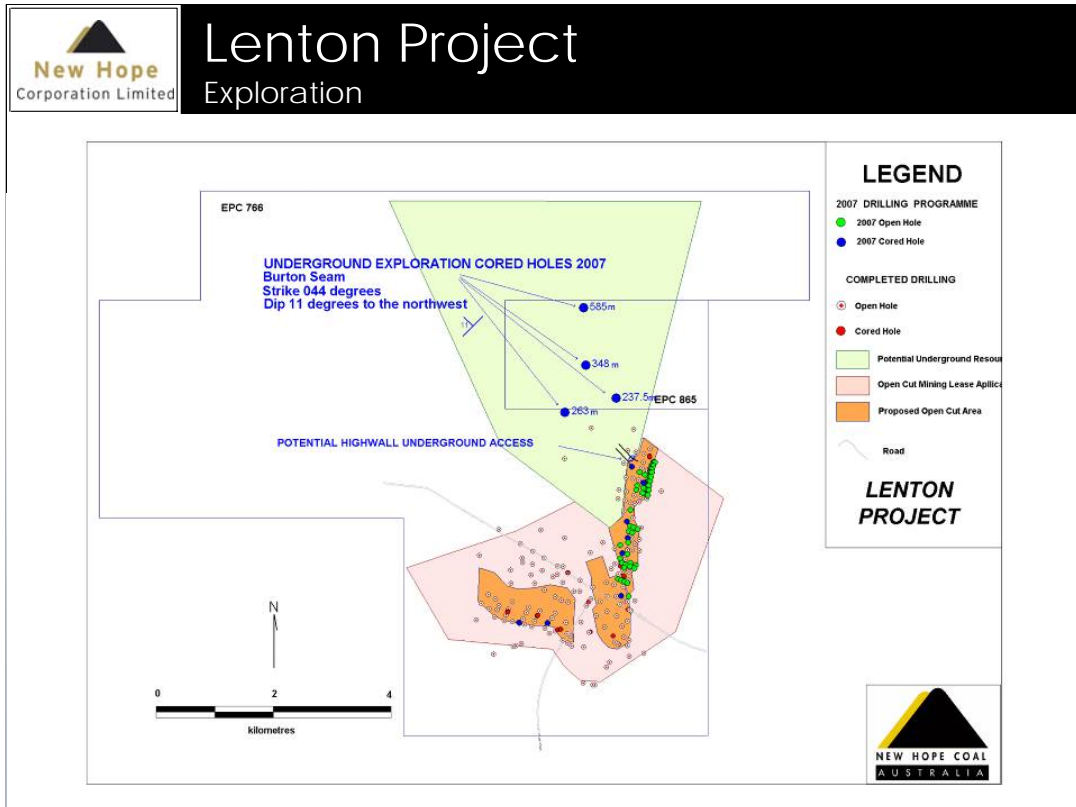 New Hope
Corporation Limited
Lenton Project
Exploration
EPC 766
UNDERGROUND EXPLORATION CORED HOLES 2007
Burton Seam
Strike 044 degrees
Dip 11 degrees to the northwest
11
585m
348 m
237.5m
EPC 865
263 m
POTENTIAL HIGHWALL UNDERGROUND ACCESS
N
0 2 4
kilometres
LEGEND
2007 DRILLING PROGRAMME
2007 Open Hole
2007 Cored Hole
COMPLETED DRILLING
Open Hole
Cored Hole
Potential Underground Resour
Open Cut Mining Lease Apllica
Proposed Open Cut Area
Road
LENTON
PROJECT
NEW HOPE COAL
AUSTRALIA